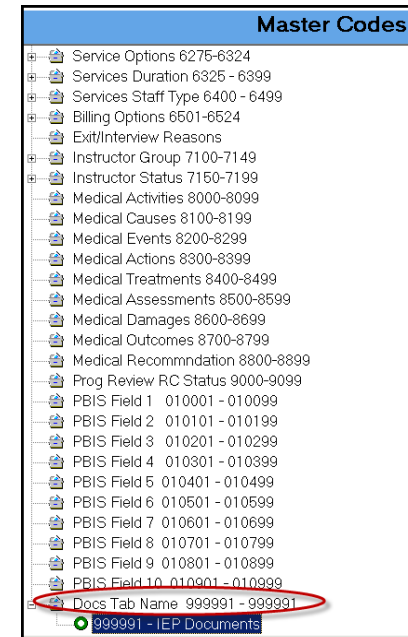 Master Codes
Service Options 6275-6324
Services Duration 6325 - 6399
Services Staff Type 6400 - 6499
Billing Options 6501-6524
Exit/Interview Reasons
Instructor Group 7100-7149
Instructor Status 7150-7199
Medical Activities 8000-8099
Medical Causes 8100-8199
Medical Events 8200-8299
Medical Actions 8300-8399
Medical Treatments 8400-8499
Medical Assessments 8500-8599
Medical Damages 8600-8699
Medical Outcomes 8700-8799
Medical Recommndation 8800-8899
Prog Review RC Status 9000-9099
PBIS Field 1 010001 - 010099
PBIS Field 2 010101 - 010199
PBIS Field 3 010201 - 010299
PBIS Field 4 010301 - 010399
PBIS Field 5 010401 - 010499
PBIS Field 6 010501 - 010599
PBIS Field 7 010601 - 010699
PBIS Field 8 010701 - 010799
PBIS Field 9 010801 - 010899
PBIS Field 10 010901 - 010999
Docs Tab Name 999991 - 999991
999991 - IEP Documents